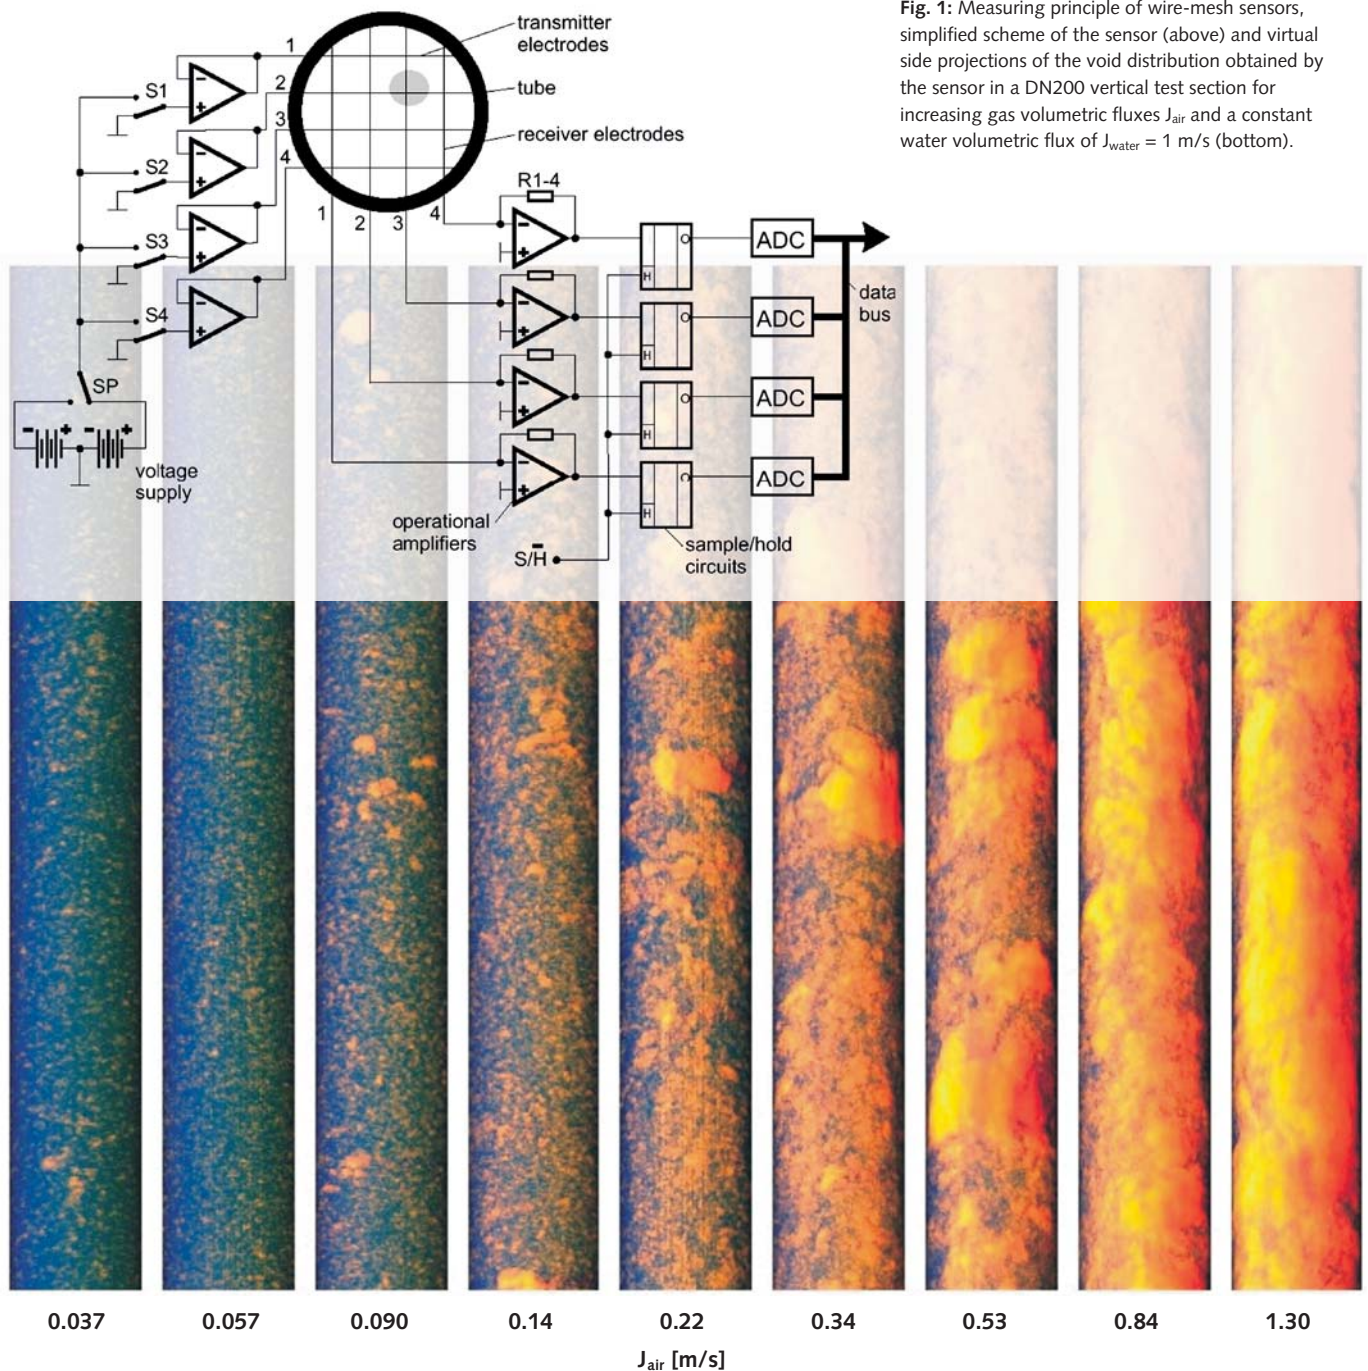 Fig. 1: Measuring principle of wire-mesh sensors,
simplified scheme of the sensor (above) and virtual
side projections of the void distribution obtained by
the sensor in a DN200 vertical test section for
increasing gas volumetric fluxes Jair and a constant
water volumetric flux of Jwater = 1 m/s (bottom).
transmitter
electrodes
tube
receiver electrodes
1
2
3
4
1
2
3
4
S1
S2
S3
S4
SP
- + - +
voltage
supply
- +
- +
- +
- +
R1-4
- +
- +
- +
- +
operational
amplifiers
S/H̅
O
H
O
H
O
H
O
H
sample/hold
circuits
ADC
ADC
ADC
ADC
data
bus
0.037 0.057 0.090 0.14 0.22 0.34 0.53 0.84 1.30
Jair [m/s]